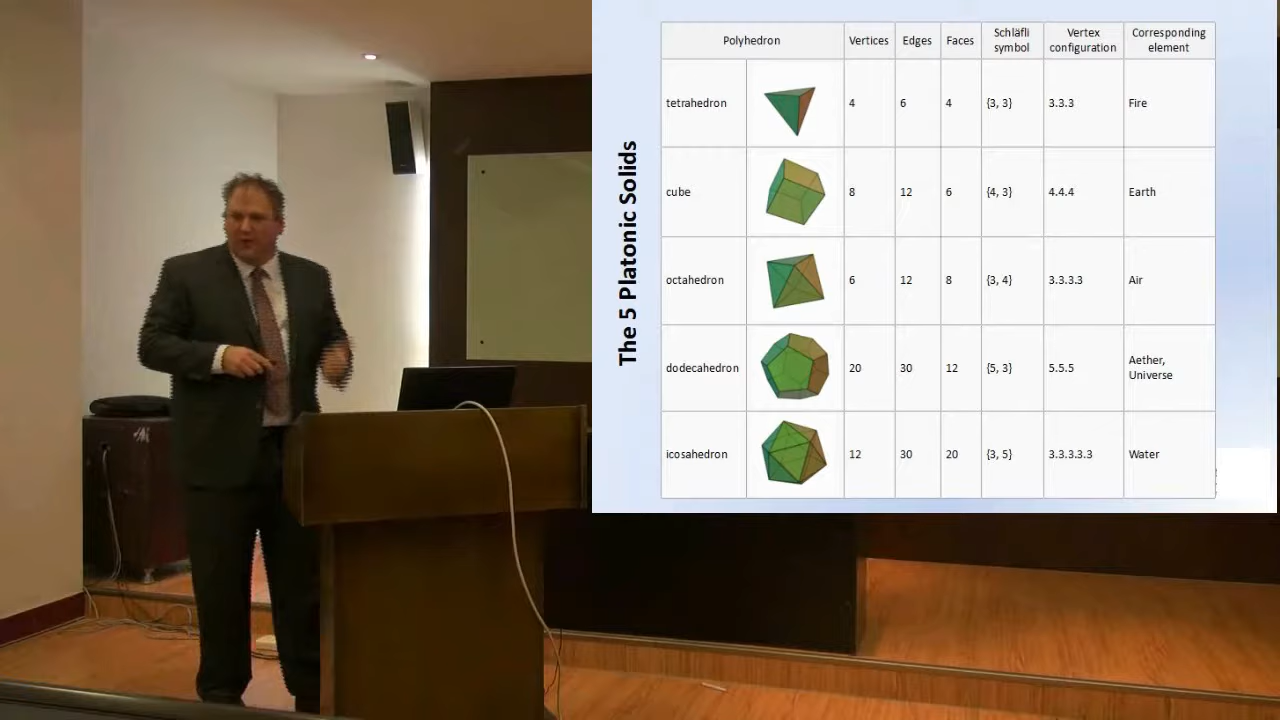 The 5 Platonic Solids
Polyhedron Vertices Edges Faces Schläfli symbol Vertex configuration Corresponding element
tetrahedron 4 6 4 {3, 3} 3.3.3 Fire
cube 8 12 6 {4, 3} 4.4.4 Earth
octahedron 6 12 8 {3, 4} 3.3.3.3 Air
dodecahedron 20 30 12 {5, 3} 5.5.5 Aether, Universe
icosahedron 12 30 20 {3, 5} 3.3.3.3.3 Water